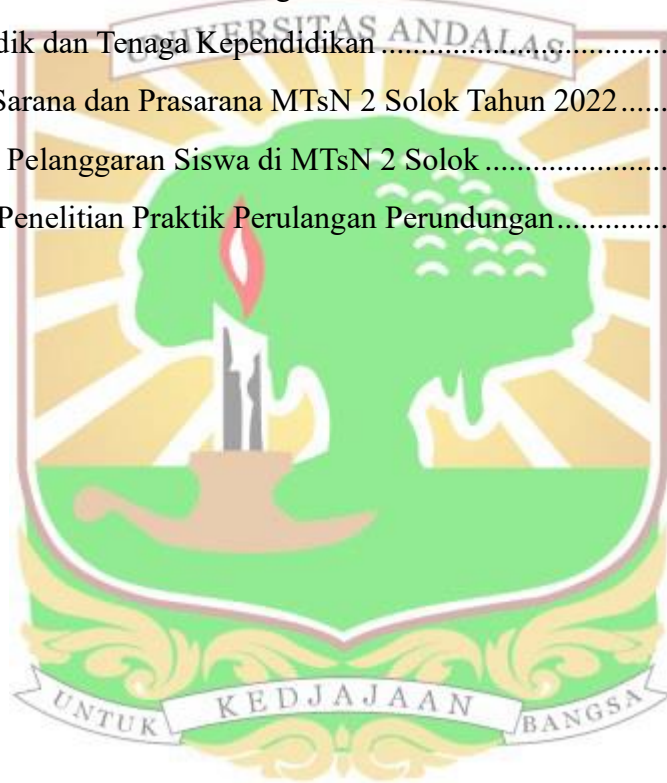 UNIVERSITAS ANDALAS
dik dan Tenaga Kependidikan ..........................
Sarana dan Prasarana MTsN 2 Solok Tahun 2022 .....
Pelanggaran Siswa di MTsN 2 Solok .....................
Penelitian Praktik Perulangan Perundungan .............
UNTUK KEDJAJAAN BANGSA